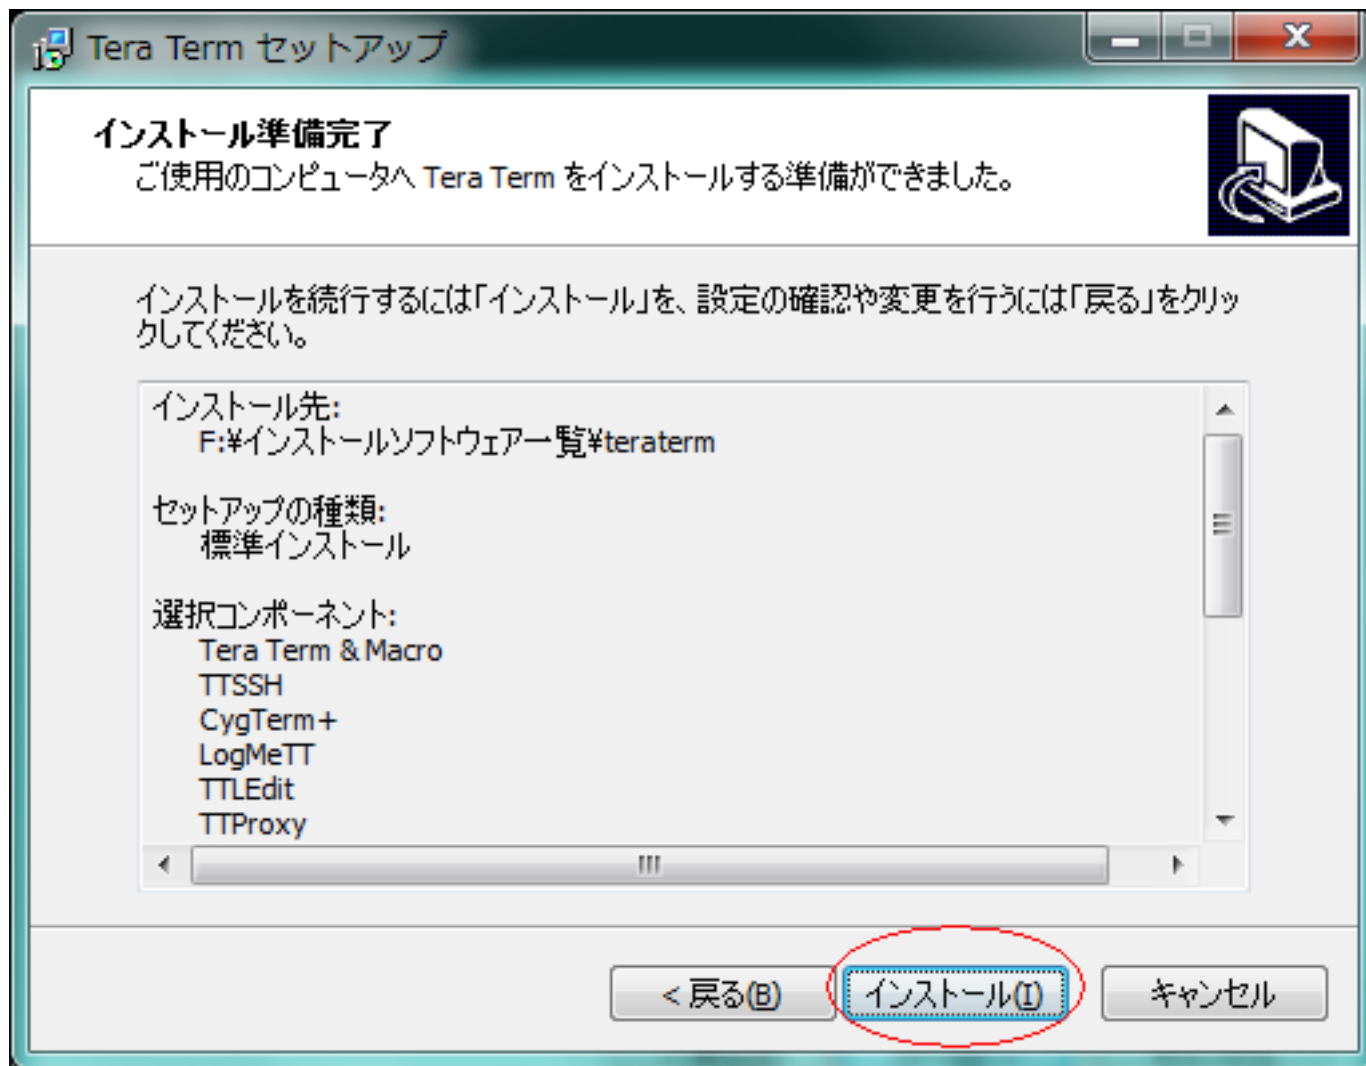 Tera Term セットアップ
インストール準備完了
ご使用のコンピュータへ Tera Term をインストールする準備ができました。
インストールを続行するには「インストール」を、設定の確認や変更を行うには「戻る」をクリッ
クしてください。
インストール先:
F:¥インストールソフトウェア一覧¥teraterm
セットアップの種類:
標準インストール
選択コンポーネント:
Tera Term & Macro
TTSSH
CygTerm+
LogMeTT
TTLEdit
TTProxy
< 戻る(B) インストール(I) キャンセル